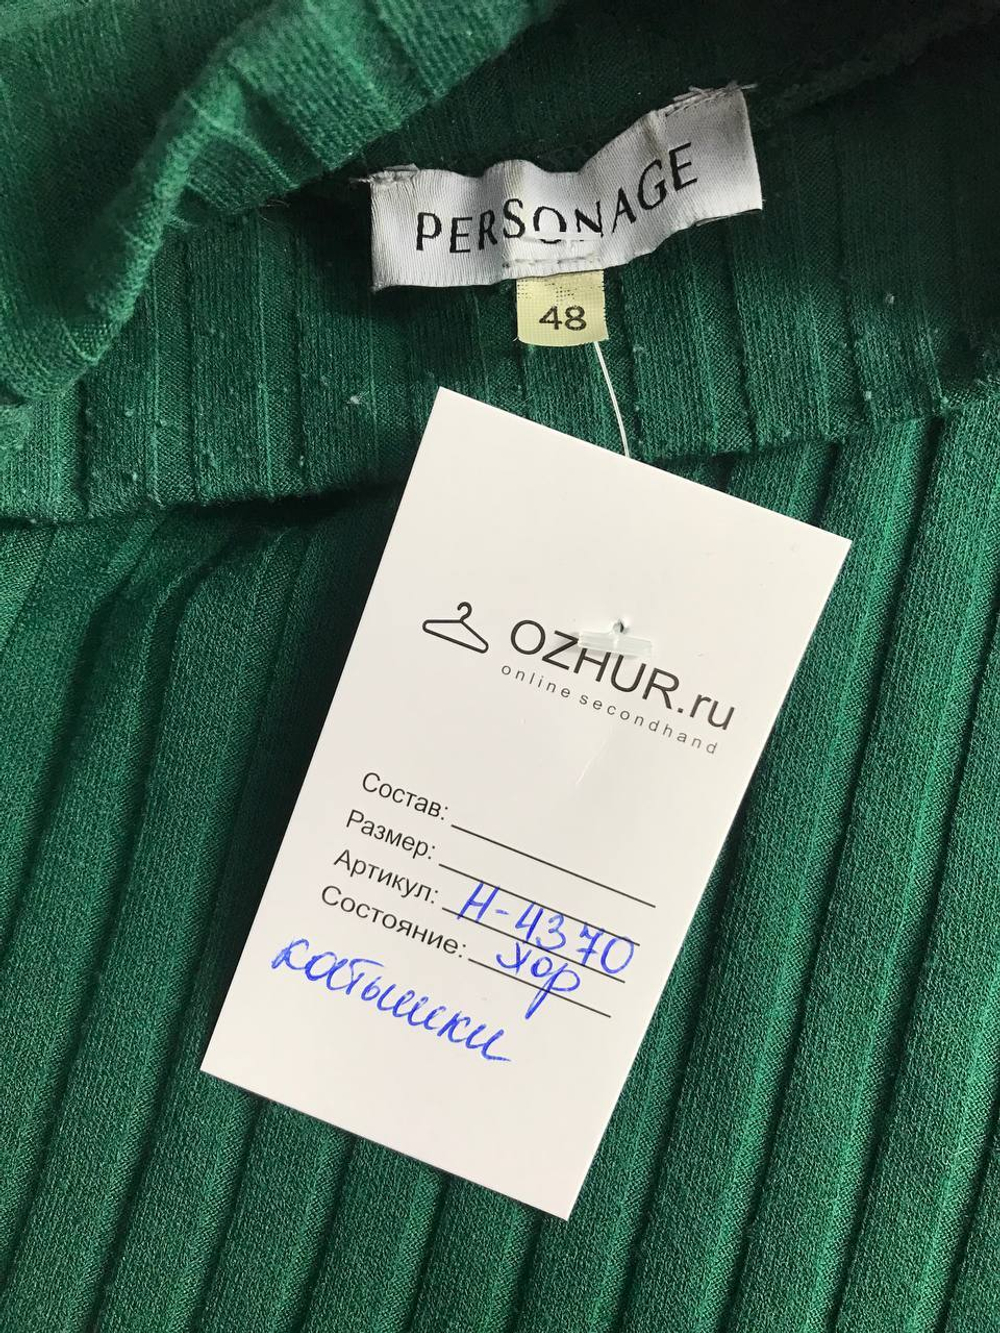 PERSONAGE
48
OZHUR.ru
online secondhand
Состав:
Размер:
Артикул: Н-4370
Состояние: хор
катышки